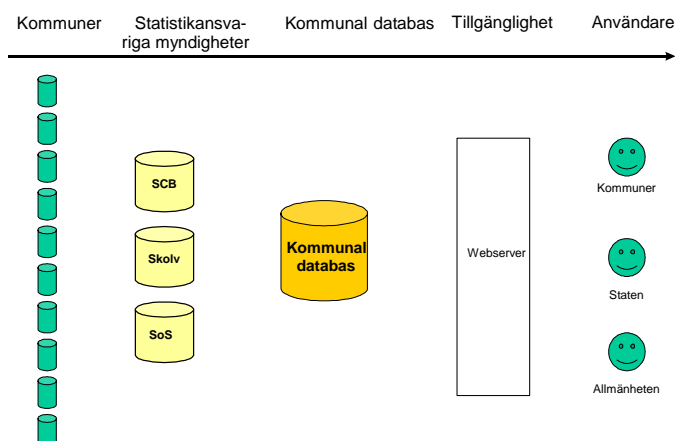 Kommuner
Statistikansva-
riga myndigheter
Kommunal databas
Tillgänglighet
Användare
SCB
Skolv
SoS
Kommunal
databas
Webserver
Kommuner
Staten
Allmänheten